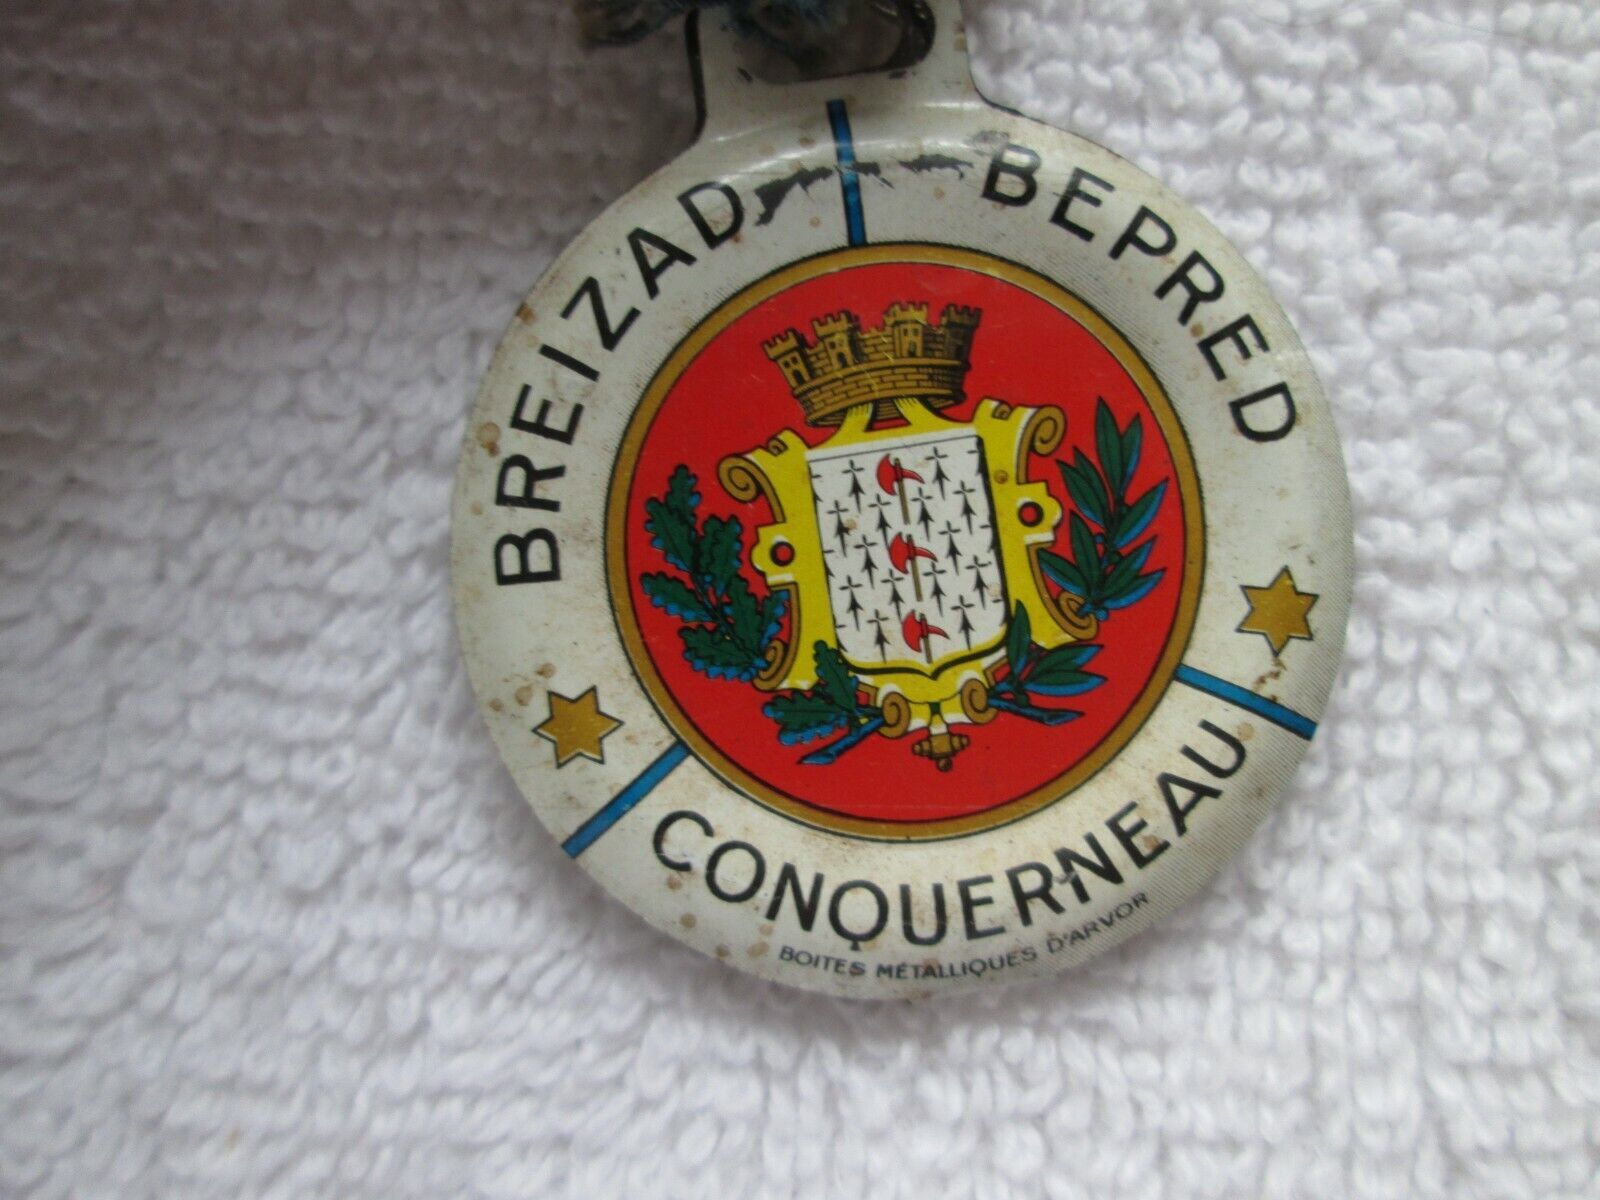 BREIZAD
BEPRED
CONQUERNEAU
BOITES MÉTALLIQUES D'ARVOR